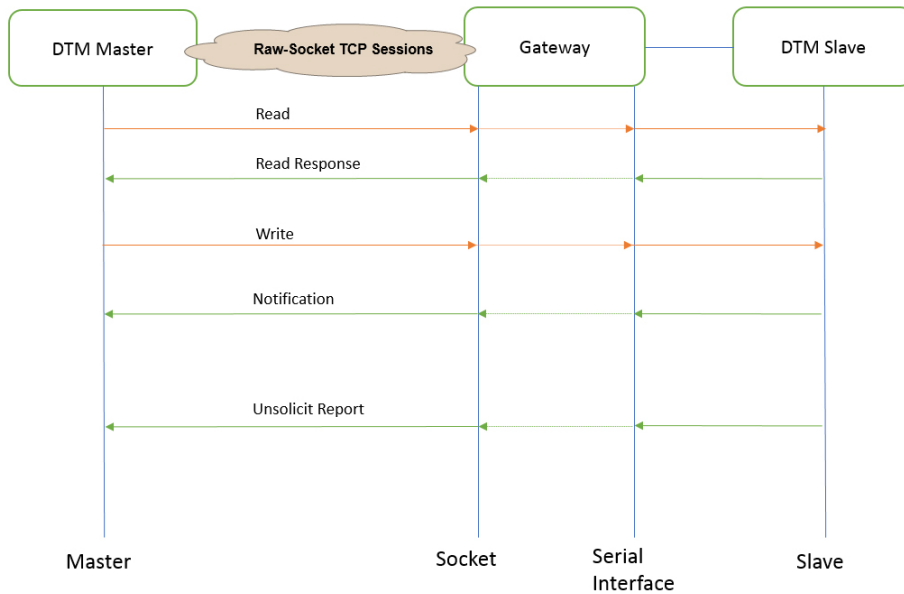 DTM Master
Raw-Socket TCP Sessions
Gateway
DTM Slave
Read
Read Response
Write
Notification
Unsolicit Report
Master
Socket
Serial
Interface
Slave